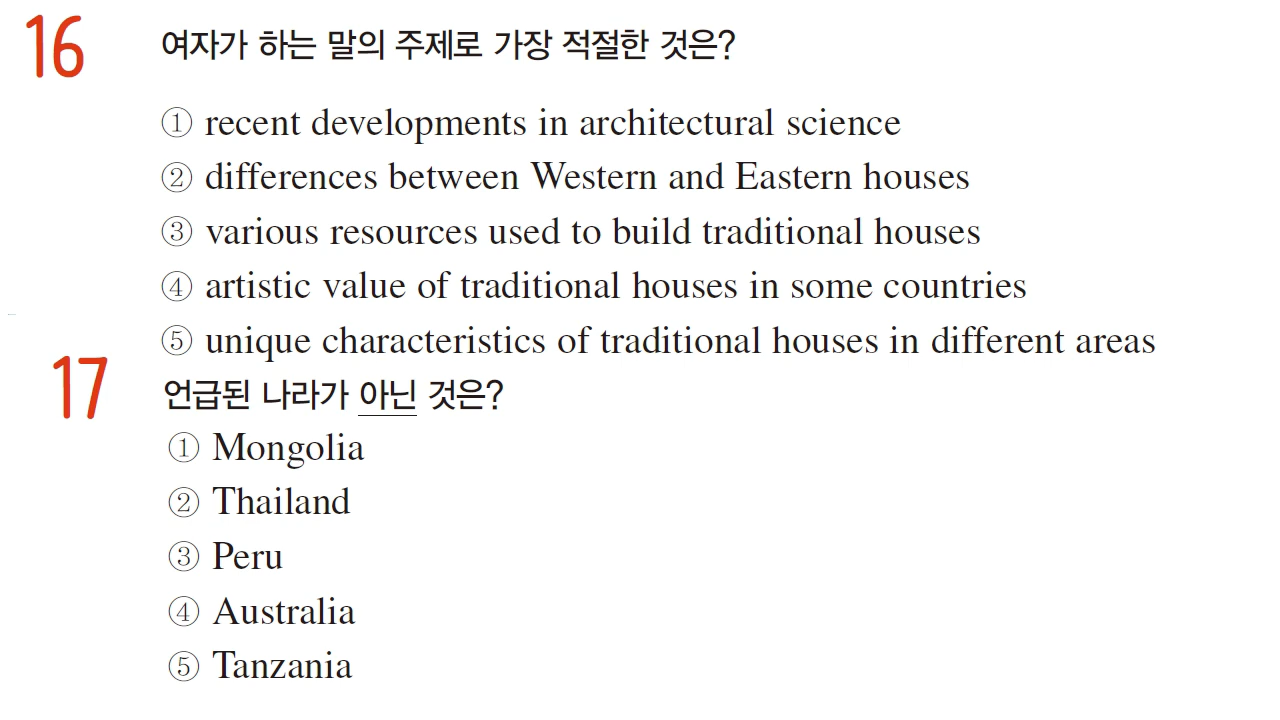 16 여자가 하는 말의 주제로 가장 적절한 것은?
① recent developments in architectural science
② differences between Western and Eastern houses
③ various resources used to build traditional houses
④ artistic value of traditional houses in some countries
⑤ unique characteristics of traditional houses in different areas
17 언급된 나라가 아닌 것은?
① Mongolia
② Thailand
③ Peru
④ Australia
⑤ Tanzania